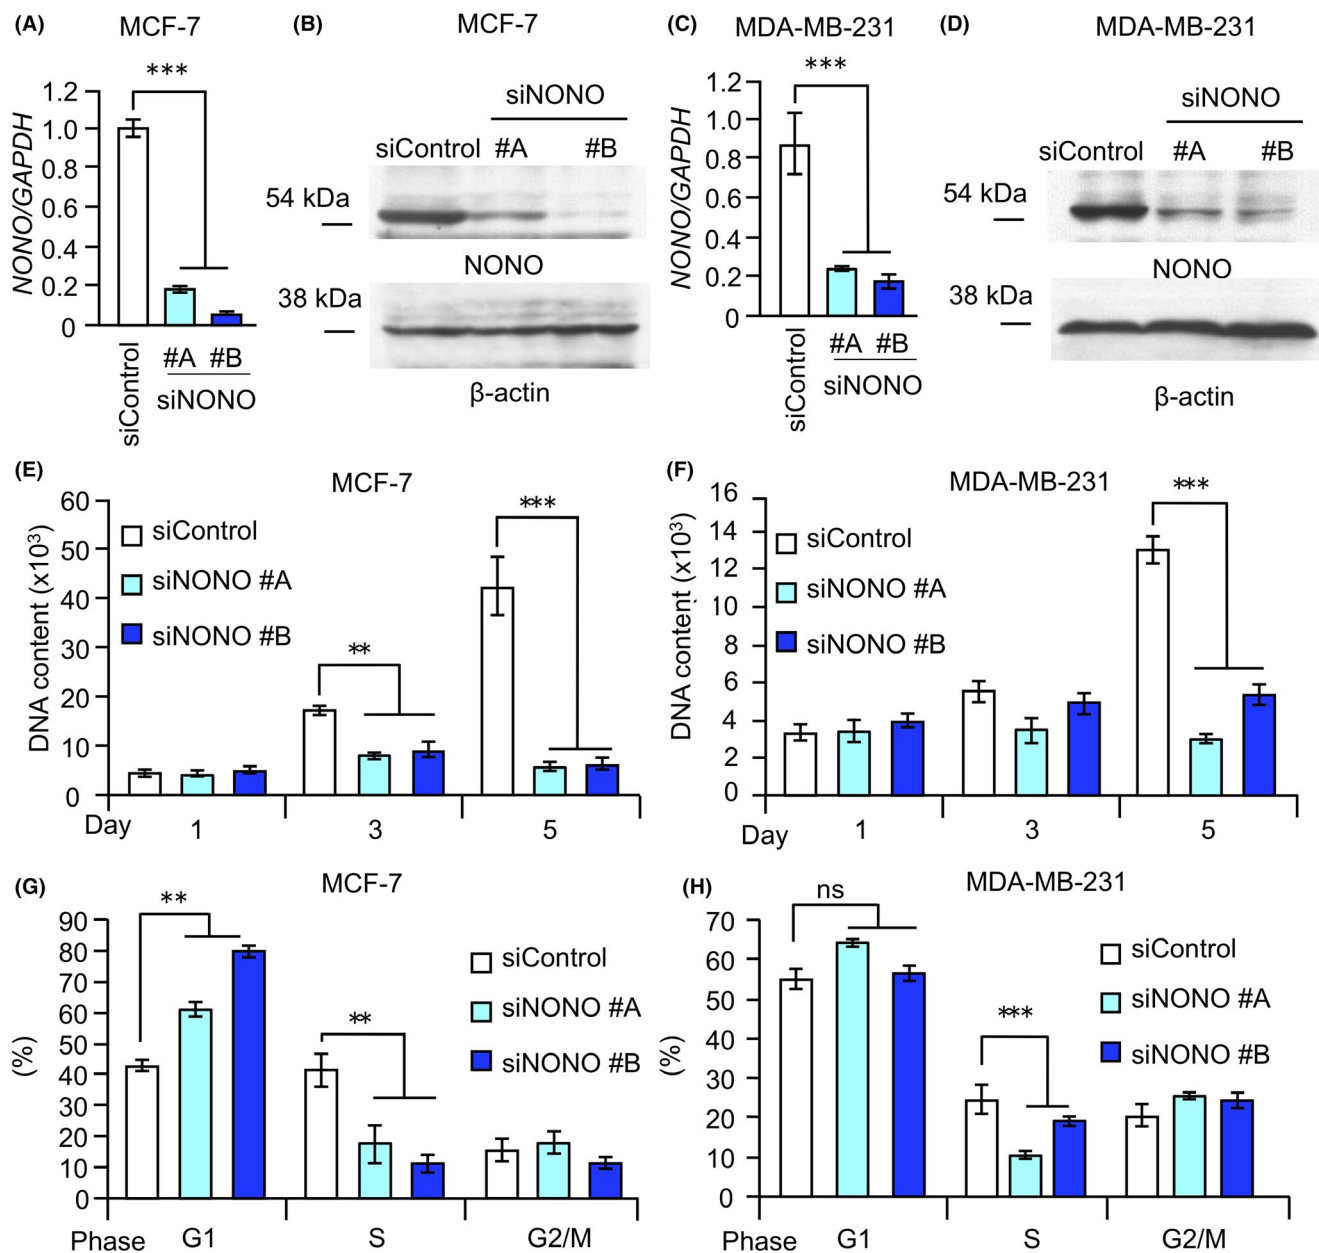 (A) MCF-7
***
NONO/GAPDH
1.2
1.0
0.8
0.6
0.4
0.2
0
siControl
#A #B
siNONO
(B) MCF-7
siNONO
siControl #A #B
54 kDa
NONO
38 kDa
β-actin
(C) MDA-MB-231
***
NONO/GAPDH
1.2
1.0
0.8
0.6
0.4
0.2
0
siControl
#A #B
siNONO
(D) MDA-MB-231
siNONO
siControl #A #B
54 kDa
NONO
38 kDa
β-actin
(E) MCF-7
DNA content (x10³)
60
50
40
30
20
10
0
siControl
siNONO #A
siNONO #B
**
***
Day 1 3 5
(F) MDA-MB-231
DNA content (x10³)
16
14
12
10
8
6
4
2
0
siControl
siNONO #A
siNONO #B
***
Day 1 3 5
(G) MCF-7
(%)
90
80
70
60
50
40
30
20
10
0
**
**
siControl
siNONO #A
siNONO #B
Phase G1 S G2/M
(H) MDA-MB-231
(%)
70
60
50
40
30
20
10
0
ns
***
siControl
siNONO #A
siNONO #B
Phase G1 S G2/M